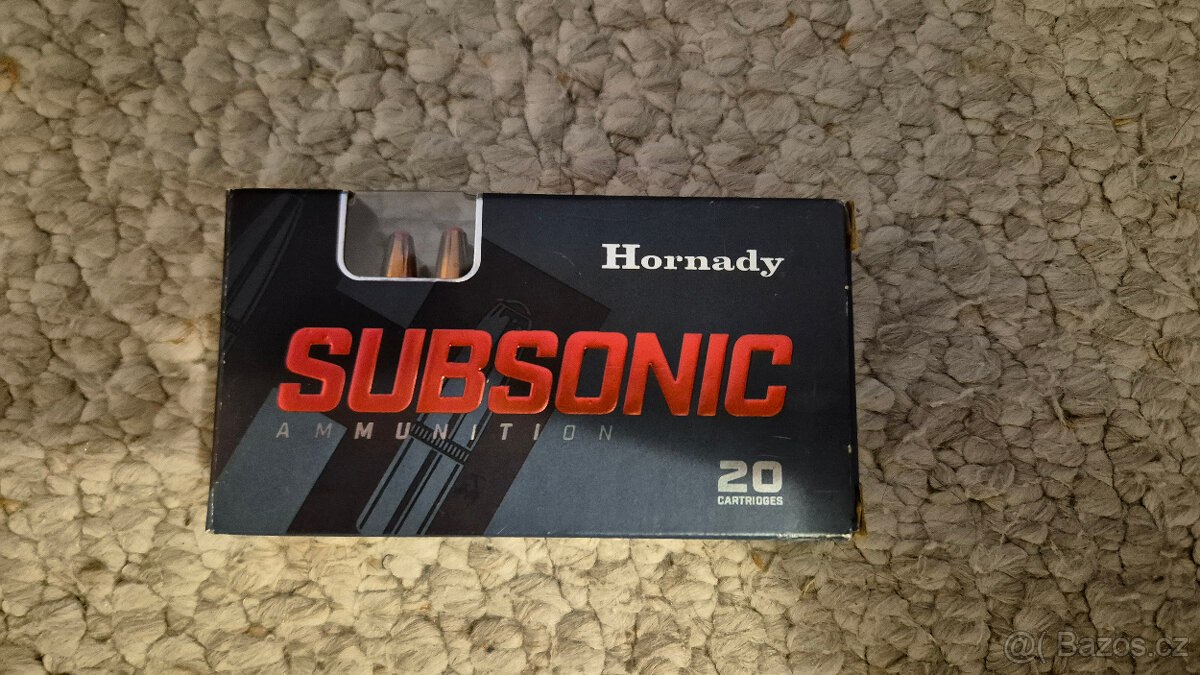 Hornady
SUBSONIC
AMMUNITION
20
CARTRIDGES
@( Bazos.cz